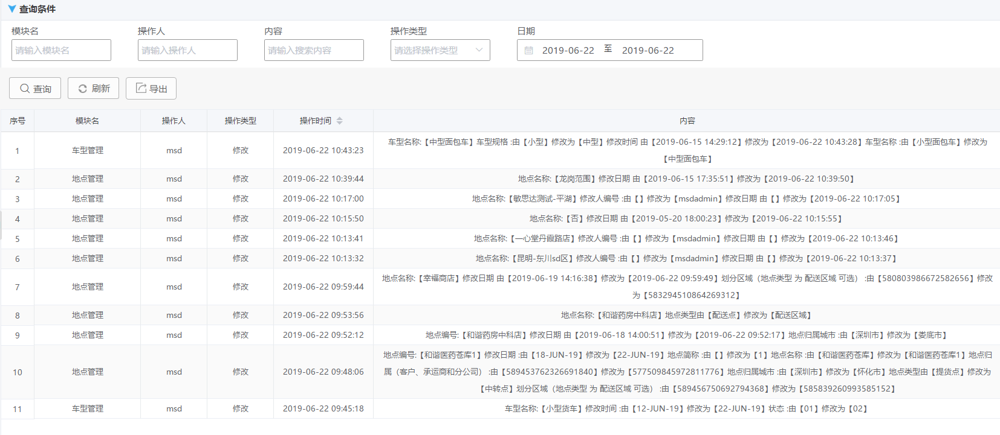 查询条件
模块名 操作人 内容 操作类型 日期
请输入模块名 请输入操作人 请输入搜索内容 请选择操作类型 2019-06-22 至 2019-06-22
查询 刷新 导出
序号 模块名 操作人 操作类型 操作时间 内容
1 车型管理 msd 修改 2019-06-22 10:43:23 车型名称:【中型面包车】车型规格 :由【小型】修改为【中型】修改时间 由【2019-06-15 14:29:12】修改为【2019-06-22 10:43:28】车型名称 :由【小型面包车】修改为
【中型面包车】
2 地点管理 msd 修改 2019-06-22 10:39:44 地点名称:【龙岗范围】修改日期 由【2019-06-15 17:35:51】修改为【2019-06-22 10:39:50】
3 地点管理 msd 修改 2019-06-22 10:17:00 地点名称:【敏思达测试-平湖】修改人编号 :由【】修改为【msdadmin】修改日期 由【】修改为【2019-06-22 10:17:05】
4 地点管理 msd 修改 2019-06-22 10:15:50 地点名称:【否】修改日期 由【2019-05-20 18:00:23】修改为【2019-06-22 10:15:55】
5 地点管理 msd 修改 2019-06-22 10:13:41 地点名称:【一心堂丹霞路店】修改人编号 :由【】修改为【msdadmin】修改日期 由【】修改为【2019-06-22 10:13:46】
6 地点管理 msd 修改 2019-06-22 10:13:32 地点名称:【昆明-东川sd区】修改人编号 :由【】修改为【msdadmin】修改日期 由【】修改为【2019-06-22 10:13:37】
7 地点管理 msd 修改 2019-06-22 09:59:44 地点名称:【幸福商店】修改日期 由【2019-06-19 14:16:38】修改为【2019-06-22 09:59:49】划分区域（地点类型 为 配送区域 可选） :由【580803986672582656】修改
为【583294510864269312】
8 地点管理 msd 修改 2019-06-22 09:53:56 地点名称:【和谐药房中科店】地点类型由【配送点】修改为【配送区域】
9 地点管理 msd 修改 2019-06-22 09:52:12 地点编号:【和谐药房中科店】修改日期 由【2019-06-18 14:00:51】修改为【2019-06-22 09:52:17】地点归属城市 :由【深圳市】修改为【娄底市】
10 地点管理 msd 修改 2019-06-22 09:48:06 地点编号:【和谐医药苍库1】修改日期 :由【18-JUN-19】修改为【22-JUN-19】地点简称 :由【】修改为【1】地点名称 :由【和谐医药苍库】修改为【和谐医药苍库1】地点归
属（客户、承运商和分公司） :由【589453762326691840】修改为【577509845972811776】地点归属城市 :由【深圳市】修改为【怀化市】地点类型由【提货点】修改为
【中转点】划分区域（地点类型 为 配送区域 可选） :由【589456750692794368】修改为【585839260993585152】
11 车型管理 msd 修改 2019-06-22 09:45:18 车型名称:【小型货车】修改时间 :由【12-JUN-19】修改为【22-JUN-19】状态 :由【01】修改为【02】